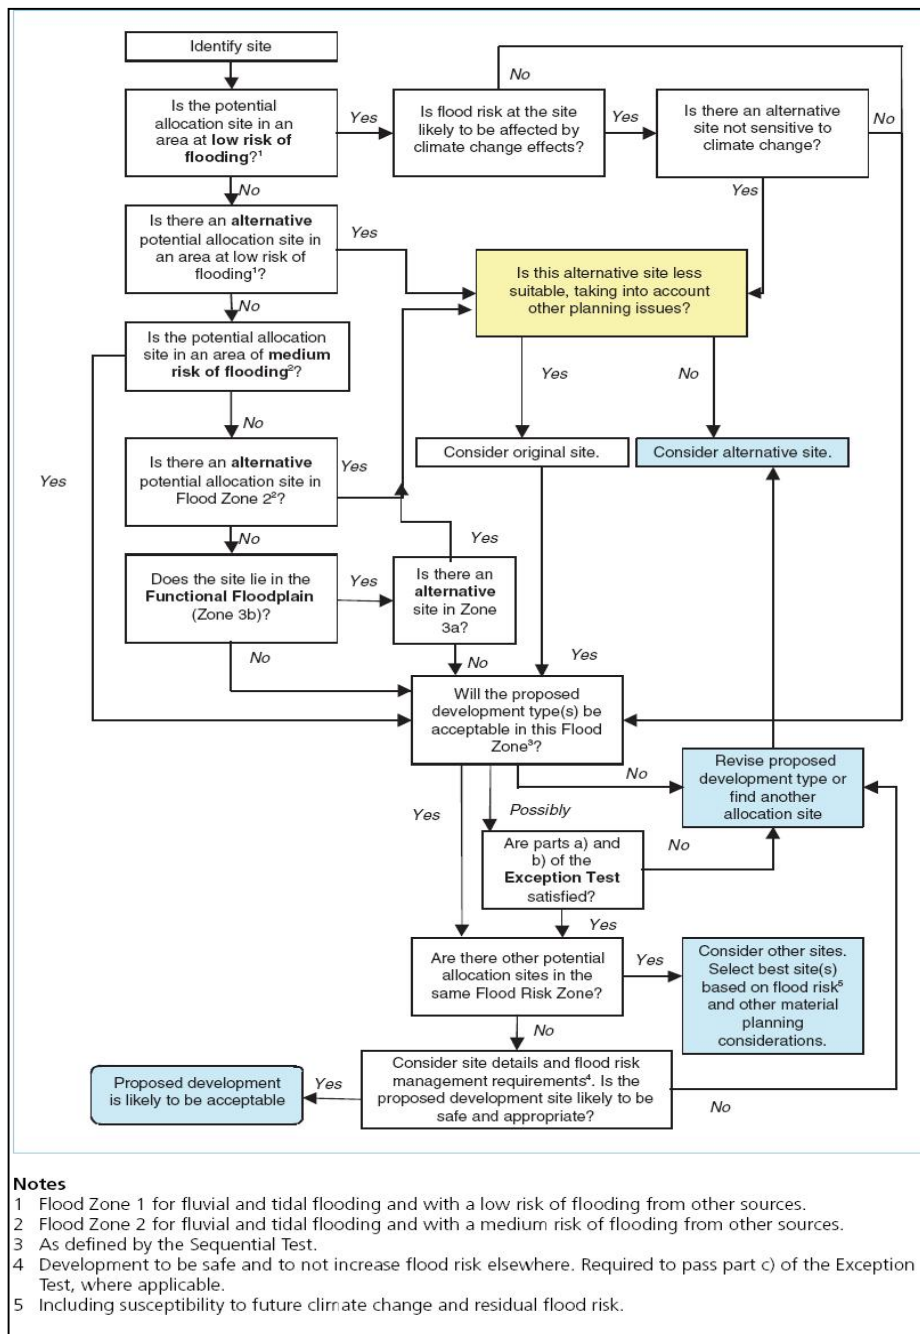 Identify site
No
Is the potential
allocation site in an
area at low risk of
flooding?¹
Yes
Is flood risk at the site
likely to be affected by
climate change effects?
Yes
Is there an alternative
site not sensitive to
climate change?
No
No
Yes
Is there an alternative
potential allocation site in
an area at low risk of
flooding¹?
Yes
Is this alternative site less
suitable, taking into account
other planning issues?
No
Is the potential allocation
site in an area of medium
risk of flooding²?
Yes
No
No
Consider original site.
Consider alternative site.
Yes
Is there an alternative
potential allocation site in
Flood Zone 2²?
Yes
No
Yes
Does the site lie in the
Functional Floodplain
(Zone 3b)?
Yes
Is there an
alternative
site in Zone
3a?
No
No
Yes
Will the proposed
development type(s) be
acceptable in this Flood
Zone³?
No
Revise proposed
development type or
find another
allocation site
Yes
Possibly
Are parts a) and
b) of the
Exception Test
satisfied?
No
Yes
Are there other potential
allocation sites in the
same Flood Risk Zone?
Yes
Consider other sites.
Select best site(s)
based on flood risk⁵
and other material
planning
considerations.
No
Consider site details and flood risk
management requirements⁴. Is the
proposed development site likely to be
safe and appropriate?
Yes
Proposed development
is likely to be acceptable
No
Notes
1 Flood Zone 1 for fluvial and tidal flooding and with a low risk of flooding from other sources.
2 Flood Zone 2 for fluvial and tidal flooding and with a medium risk of flooding from other sources.
3 As defined by the Sequential Test.
4 Development to be safe and to not increase flood risk elsewhere. Required to pass part c) of the Exception
Test, where applicable.
5 Including susceptibility to future climate change and residual flood risk.